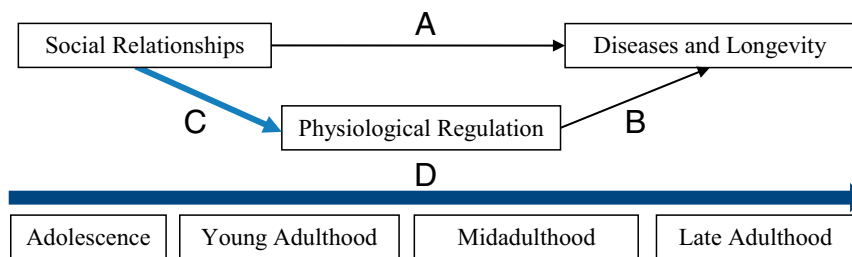 A
Social Relationships
Diseases and Longevity
C
Physiological Regulation
B
D
Adolescence
Young Adulthood
Midadulthood
Late Adulthood